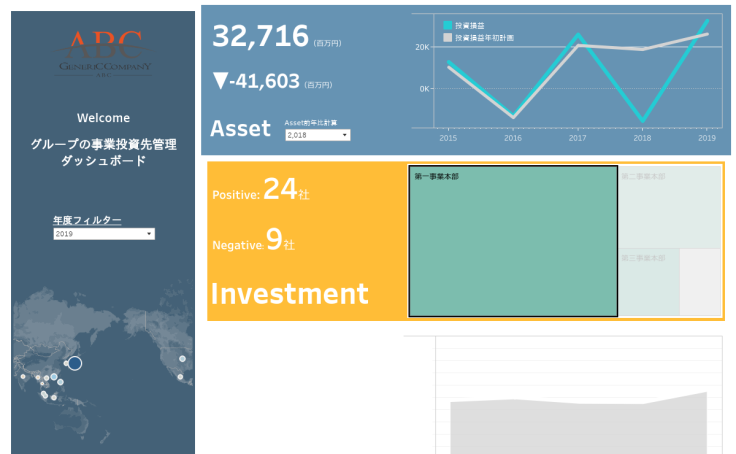 ABC
GENERIC COMPANY
ABC
Welcome
グループの事業投資先管理
ダッシュボード
年度フィルター
2019
32,716 (百万円)
▼-41,603 (百万円)
Asset
Asset前年比計算
2,018
投資損益
投資損益年初計画
20K
0K
2015 2016 2017 2018 2019
Positive: 24社
Negative: 9社
Investment
第一事業本部
第二事業本部
第三事業本部